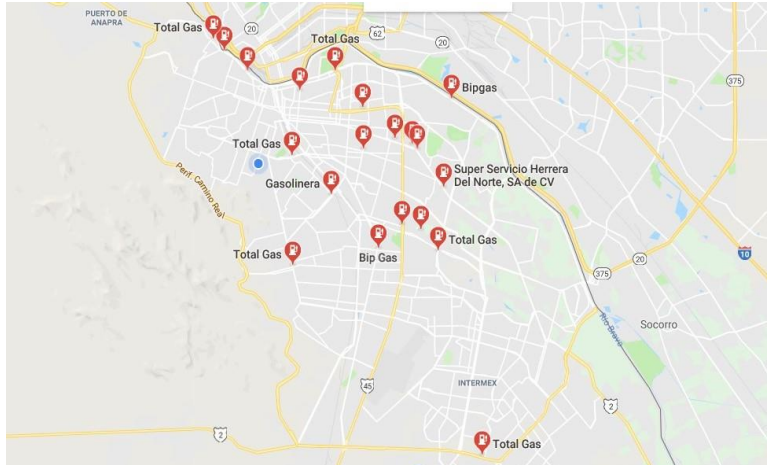 PUERTO DE
ANAPRA
Total Gas
20
Total Gas
62
20
375
Bipgas
Total Gas
Super Servicio Herrera
Del Norte, SA de CV
Gasolinera
Perif. Camino Real
Total Gas
Total Gas
Bip Gas
20
10
375
Rio Bravo
Socorro
INTERMEX
45
2
2
Total Gas